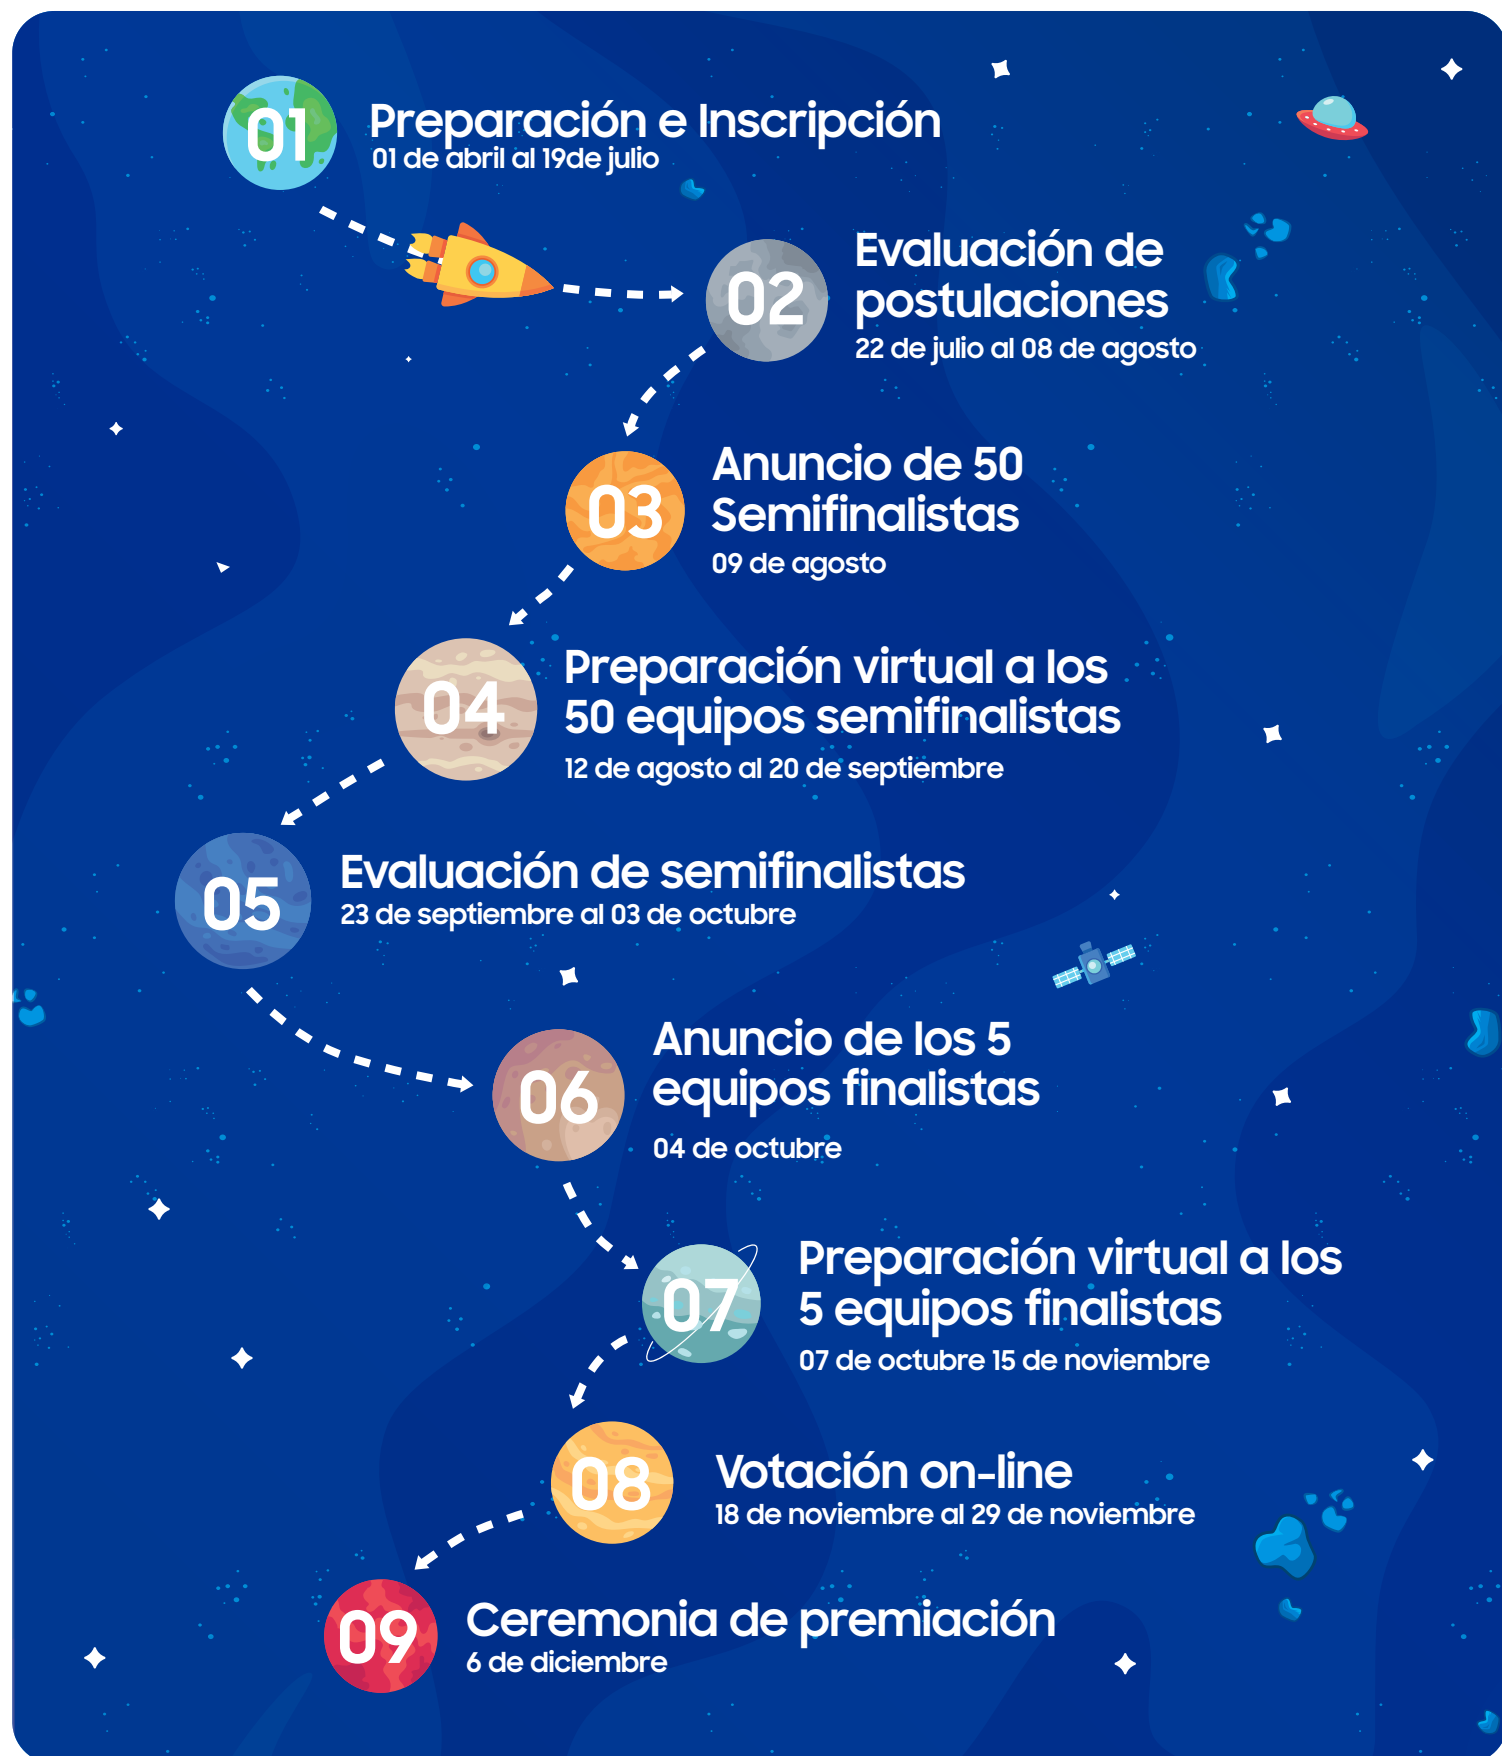 01
Preparación e Inscripción
01 de abril al 19de julio
02
Evaluación de
postulaciones
22 de julio al 08 de agosto
03
Anuncio de 50
Semifinalistas
09 de agosto
04
Preparación virtual a los
50 equipos semifinalistas
12 de agosto al 20 de septiembre
05
Evaluación de semifinalistas
23 de septiembre al 03 de octubre
06
Anuncio de los 5
equipos finalistas
04 de octubre
07
Preparación virtual a los
5 equipos finalistas
07 de octubre 15 de noviembre
08
Votación on-line
18 de noviembre al 29 de noviembre
09
Ceremonia de premiación
6 de diciembre